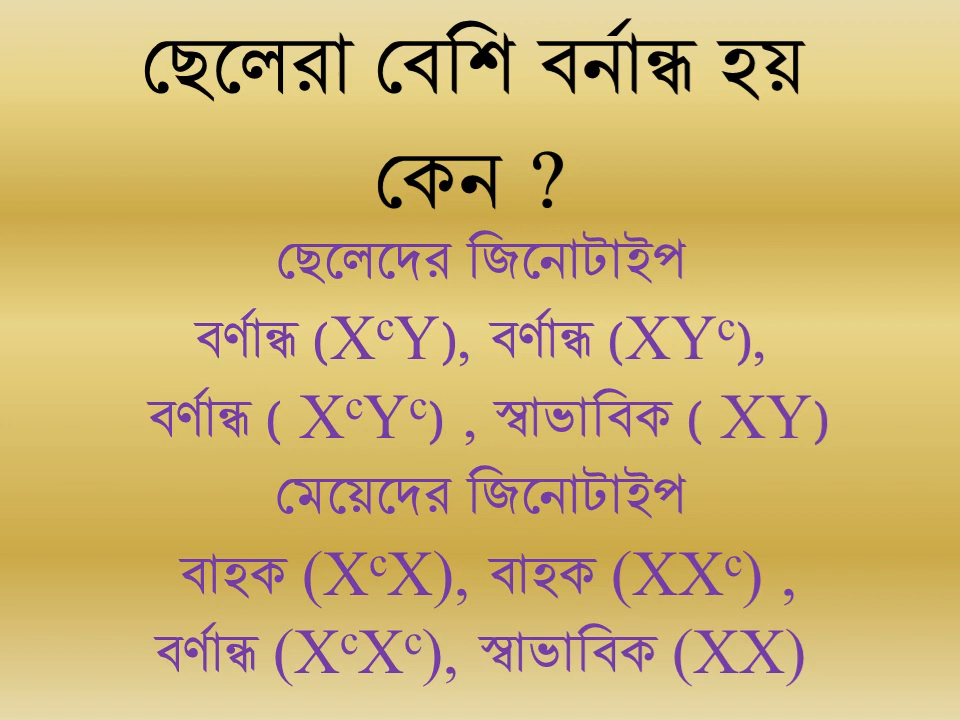 ছেলেরা বেশি বর্নান্ধ হয়
কেন ?
ছেলেদের জিনোটাইপ
বর্ণান্ধ (XᶜY), বর্ণান্ধ (XYᶜ),
বর্ণান্ধ ( XᶜYᶜ) , স্বাভাবিক ( XY)
মেয়েদের জিনোটাইপ
বাহক (XᶜX), বাহক (XXᶜ) ,
বর্ণান্ধ (XᶜXᶜ), স্বাভাবিক (XX)